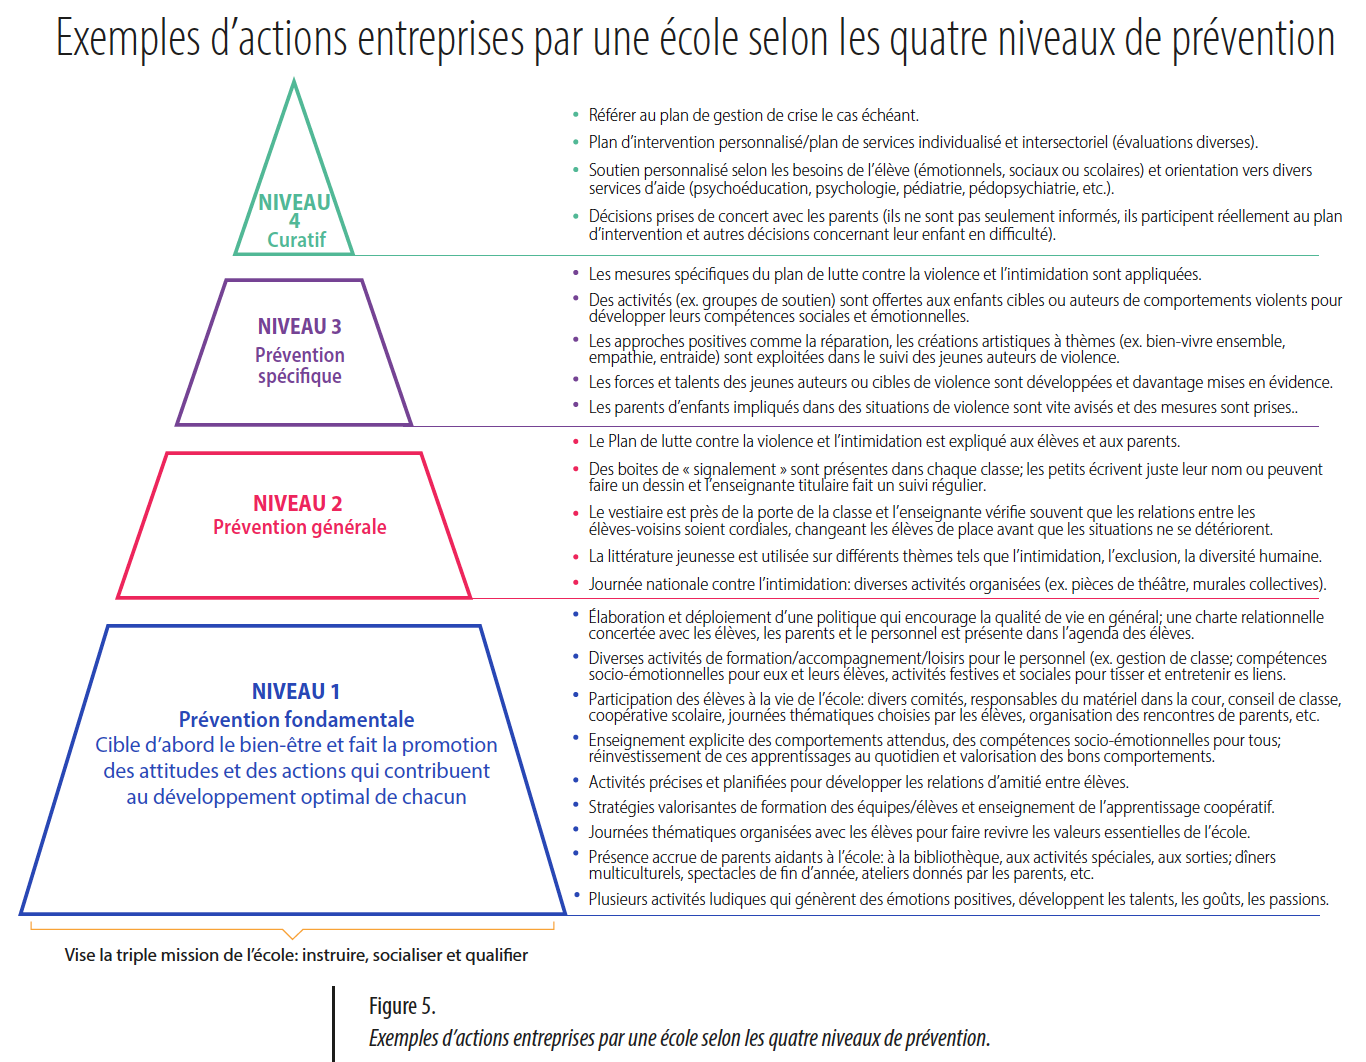 Exemples d’actions entreprises par une école selon les quatre niveaux de prévention
NIVEAU
4
Curatif
• Référer au plan de gestion de crise le cas échéant.
• Plan d’intervention personnalisé/plan de services individualisé et intersectoriel (évaluations diverses).
• Soutien personnalisé selon les besoins de l’élève (émotionnels, sociaux ou scolaires) et orientation vers divers
services d’aide (psychoéducation, psychologie, pédiatrie, pédopsychiatrie, etc.).
• Décisions prises de concert avec les parents (ils ne sont pas seulement informés, ils participent réellement au plan
d’intervention et autres décisions concernant leur enfant en difficulté).
NIVEAU 3
Prévention
spécifique
• Les mesures spécifiques du plan de lutte contre la violence et l’intimidation sont appliquées.
• Des activités (ex. groupes de soutien) sont offertes aux enfants cibles ou auteurs de comportements violents pour
développer leurs compétences sociales et émotionnelles.
• Les approches positives comme la réparation, les créations artistiques à thèmes (ex. bien-vivre ensemble,
empathie, entraide) sont exploitées dans le suivi des jeunes auteurs de violence.
• Les forces et talents des jeunes auteurs ou cibles de violence sont développées et davantage mises en évidence.
• Les parents d’enfants impliqués dans des situations de violence sont vite avisés et des mesures sont prises..
NIVEAU 2
Prévention générale
• Le Plan de lutte contre la violence et l’intimidation est expliqué aux élèves et aux parents.
• Des boites de « signalement » sont présentes dans chaque classe; les petits écrivent juste leur nom ou peuvent
faire un dessin et l’enseignante titulaire fait un suivi régulier.
• Le vestiaire est près de la porte de la classe et l’enseignante vérifie souvent que les relations entre les
élèves-voisins soient cordiales, changeant les élèves de place avant que les situations ne se détériorent.
• La littérature jeunesse est utilisée sur différents thèmes tels que l’intimidation, l’exclusion, la diversité humaine.
• Journée nationale contre l’intimidation: diverses activités organisées (ex. pièces de théâtre, murales collectives).
NIVEAU 1
Prévention fondamentale
Cible d’abord le bien-être et fait la promotion
des attitudes et des actions qui contribuent
au développement optimal de chacun
• Élaboration et déploiement d’une politique qui encourage la qualité de vie en général; une charte relationnelle
concertée avec les élèves, les parents et le personnel est présente dans l’agenda des élèves.
• Diverses activités de formation/accompagnement/loisirs pour le personnel (ex. gestion de classe; compétences
socio-émotionnelles pour eux et leurs élèves, activités festives et sociales pour tisser et entretenir es liens.
• Participation des élèves à la vie de l’école: divers comités, responsables du matériel dans la cour, conseil de classe,
coopérative scolaire, journées thématiques choisies par les élèves, organisation des rencontres de parents, etc.
• Enseignement explicite des comportements attendus, des compétences socio-émotionnelles pour tous;
réinvestissement de ces apprentissages au quotidien et valorisation des bons comportements.
• Activités précises et planifiées pour développer les relations d’amitié entre élèves.
• Stratégies valorisantes de formation des équipes/élèves et enseignement de l’apprentissage coopératif.
• Journées thématiques organisées avec les élèves pour faire revivre les valeurs essentielles de l’école.
• Présence accrue de parents aidants à l’école: à la bibliothèque, aux activités spéciales, aux sorties; dîners
multiculturels, spectacles de fin d’année, ateliers donnés par les parents, etc.
• Plusieurs activités ludiques qui génèrent des émotions positives, développent les talents, les goûts, les passions.
Vise la triple mission de l’école: instruire, socialiser et qualifier
Figure 5.
Exemples d’actions entreprises par une école selon les quatre niveaux de prévention.